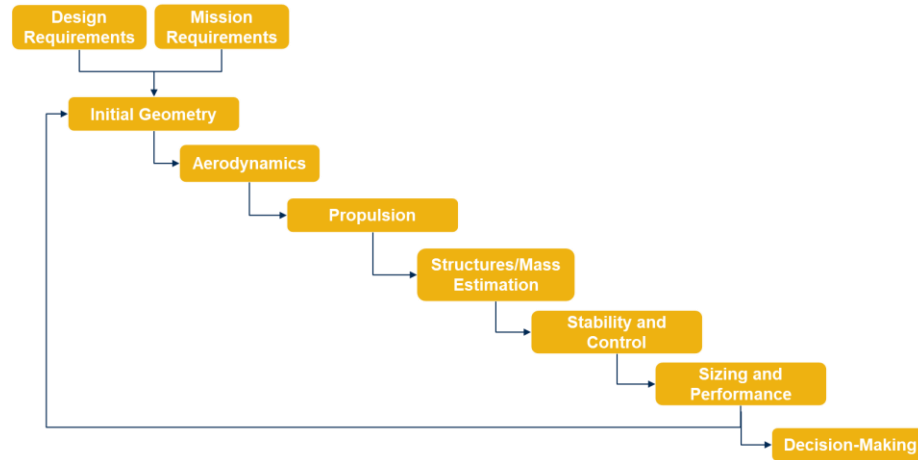 Design
Requirements
Mission
Requirements
Initial Geometry
Aerodynamics
Propulsion
Structures/Mass
Estimation
Stability and
Control
Sizing and
Performance
Decision-Making